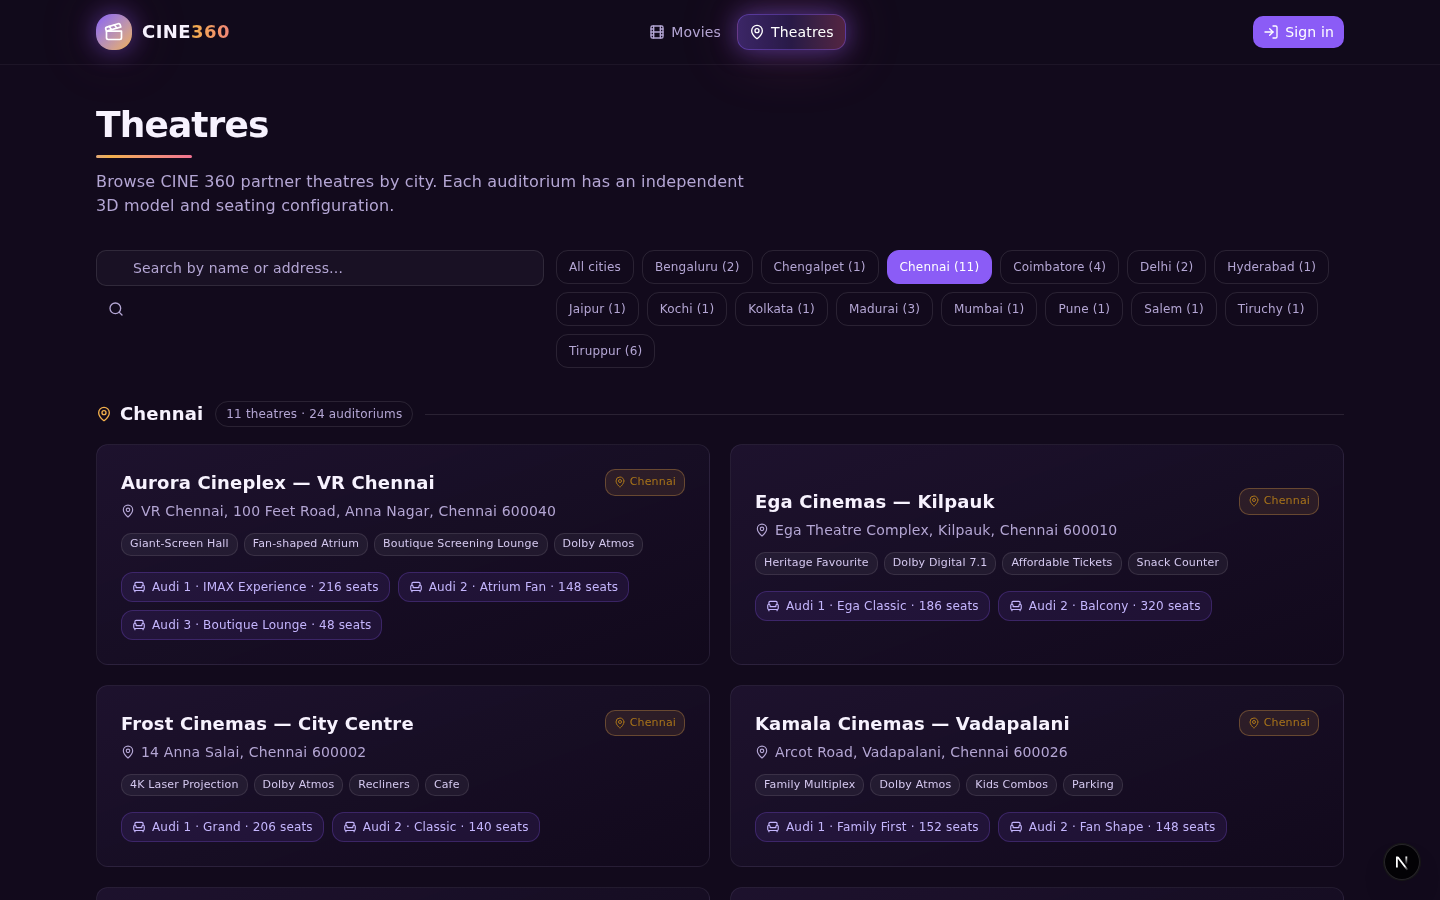 CINE360
Movies
Theatres
Sign in
Theatres
Browse CINE 360 partner theatres by city. Each auditorium has an independent
3D model and seating configuration.
Search by name or address...
All cities
Bengaluru (2)
Chengalpet (1)
Chennai (11)
Coimbatore (4)
Delhi (2)
Hyderabad (1)
Jaipur (1)
Kochi (1)
Kolkata (1)
Madurai (3)
Mumbai (1)
Pune (1)
Salem (1)
Tiruchy (1)
Tiruppur (6)
Chennai
11 theatres · 24 auditoriums
Aurora Cineplex — VR Chennai
Chennai
VR Chennai, 100 Feet Road, Anna Nagar, Chennai 600040
Giant-Screen Hall
Fan-shaped Atrium
Boutique Screening Lounge
Dolby Atmos
Audi 1 · IMAX Experience · 216 seats
Audi 2 · Atrium Fan · 148 seats
Audi 3 · Boutique Lounge · 48 seats
Ega Cinemas — Kilpauk
Chennai
Ega Theatre Complex, Kilpauk, Chennai 600010
Heritage Favourite
Dolby Digital 7.1
Affordable Tickets
Snack Counter
Audi 1 · Ega Classic · 186 seats
Audi 2 · Balcony · 320 seats
Frost Cinemas — City Centre
Chennai
14 Anna Salai, Chennai 600002
4K Laser Projection
Dolby Atmos
Recliners
Cafe
Audi 1 · Grand · 206 seats
Audi 2 · Classic · 140 seats
Kamala Cinemas — Vadapalani
Chennai
Arcot Road, Vadapalani, Chennai 600026
Family Multiplex
Dolby Atmos
Kids Combos
Parking
Audi 1 · Family First · 152 seats
Audi 2 · Fan Shape · 148 seats
N